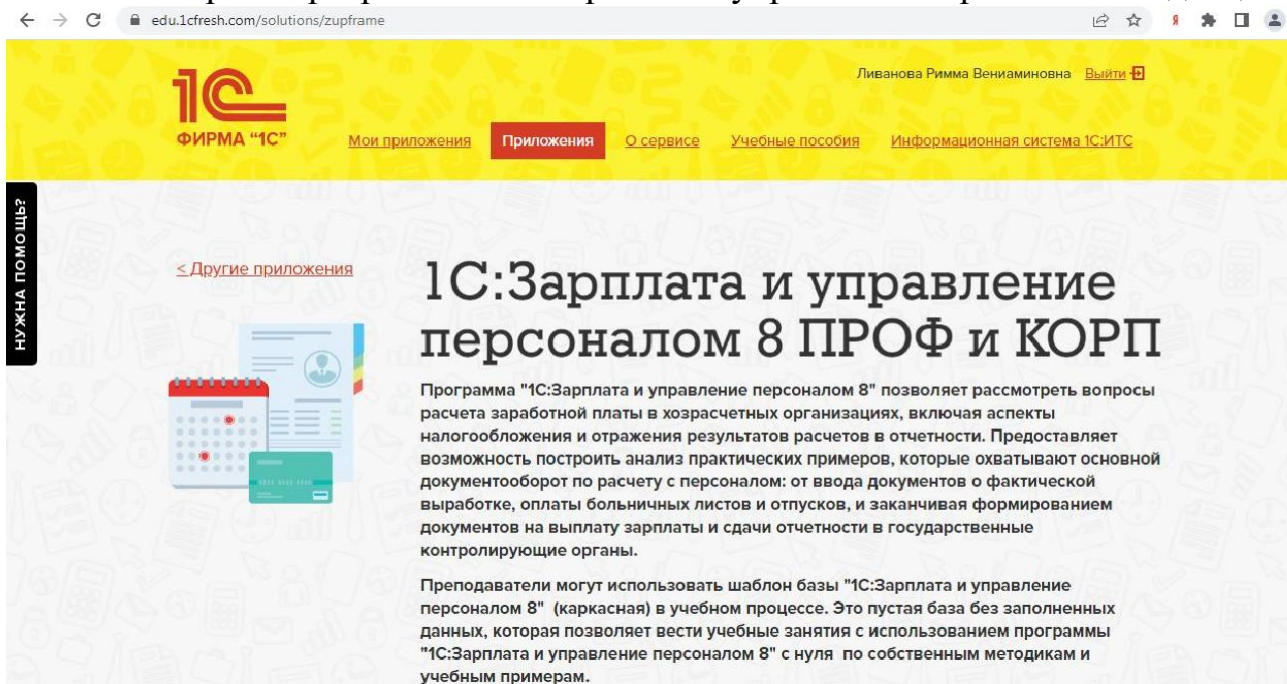 edu.1cfresh.com/solutions/zupframe
Я
1С
ФИРМА "1С"
Ливанова Римма Вениаминовна Выйти
Мои приложения Приложения О сервисе Учебные пособия Информационная система 1С:ИТС
НУЖНА ПОМОЩЬ?
< Другие приложения
1С:Зарплата и управление
персоналом 8 ПРОФ и КОРП
Программа "1С:Зарплата и управление персоналом 8" позволяет рассмотреть вопросы
расчета заработной платы в хозрасчетных организациях, включая аспекты
налогообложения и отражения результатов расчетов в отчетности. Предоставляет
возможность построить анализ практических примеров, которые охватывают основной
документооборот по расчету с персоналом: от ввода документов о фактической
выработке, оплаты больничных листов и отпусков, и заканчивая формированием
документов на выплату зарплаты и сдачи отчетности в государственные
контролирующие органы.
Преподаватели могут использовать шаблон базы "1С:Зарплата и управление
персоналом 8" (каркасная) в учебном процессе. Это пустая база без заполненных
данных, которая позволяет вести учебные занятия с использованием программы
"1С:Зарплата и управление персоналом 8" с нуля по собственным методикам и
учебным примерам.